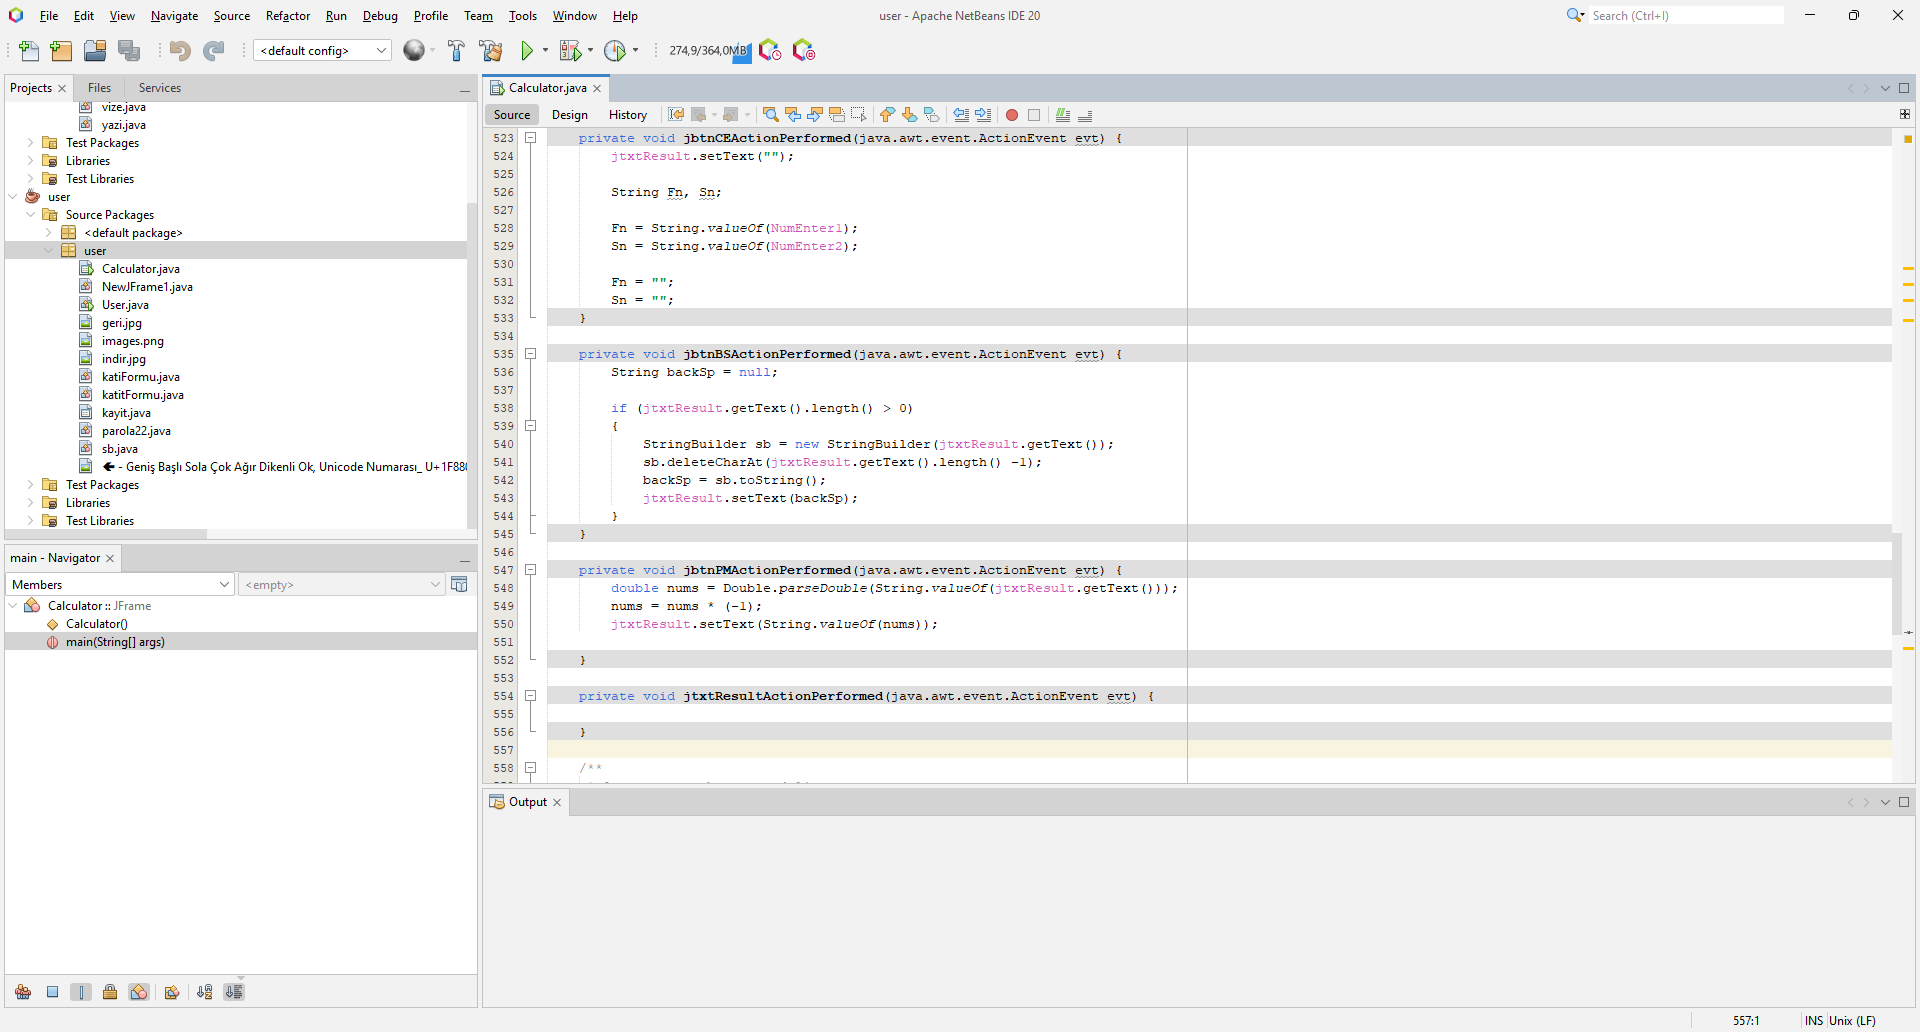 File Edit View Navigate Source Refactor Run Debug Profile Team Tools Window Help user - Apache NetBeans IDE 20 Search (Ctrl+I)
<default config> 274,9/364,0MB
Projects Files Services
vize.java
yazi.java
Test Packages
Libraries
Test Libraries
user
Source Packages
<default package>
user
Calculator.java
NewJFrame1.java
User.java
geri.jpg
images.png
indir.jpg
katiFormu.java
katitFormu.java
kayit.java
parola22.java
sb.java
🡸 - Geniş Başlı Sola Çok Ağır Dikenli Ok, Unicode Numarası_ U+1F88
Test Packages
Libraries
Test Libraries
main - Navigator
Members <empty>
Calculator :: JFrame
Calculator()
main(String[] args)
Calculator.java
Source Design History
523 private void jbtnCEActionPerformed(java.awt.event.ActionEvent evt) {
524 jtxtResult.setText("");
525
526 String Fn, Sn;
527
528 Fn = String.valueOf(NumEnter1);
529 Sn = String.valueOf(NumEnter2);
530
531 Fn = "";
532 Sn = "";
533 }
534
535 private void jbtnBSActionPerformed(java.awt.event.ActionEvent evt) {
536 String backSp = null;
537
538 if (jtxtResult.getText().length() > 0)
539 {
540 StringBuilder sb = new StringBuilder(jtxtResult.getText());
541 sb.deleteCharAt(jtxtResult.getText().length() -1);
542 backSp = sb.toString();
543 jtxtResult.setText(backSp);
544 }
545 }
546
547 private void jbtnPMActionPerformed(java.awt.event.ActionEvent evt) {
548 double nums = Double.parseDouble(String.valueOf(jtxtResult.getText()));
549 nums = nums * (-1);
550 jtxtResult.setText(String.valueOf(nums));
551
552 }
553
554 private void jtxtResultActionPerformed(java.awt.event.ActionEvent evt) {
555
556 }
557
558 /**
Output
557:1 INS Unix (LF)